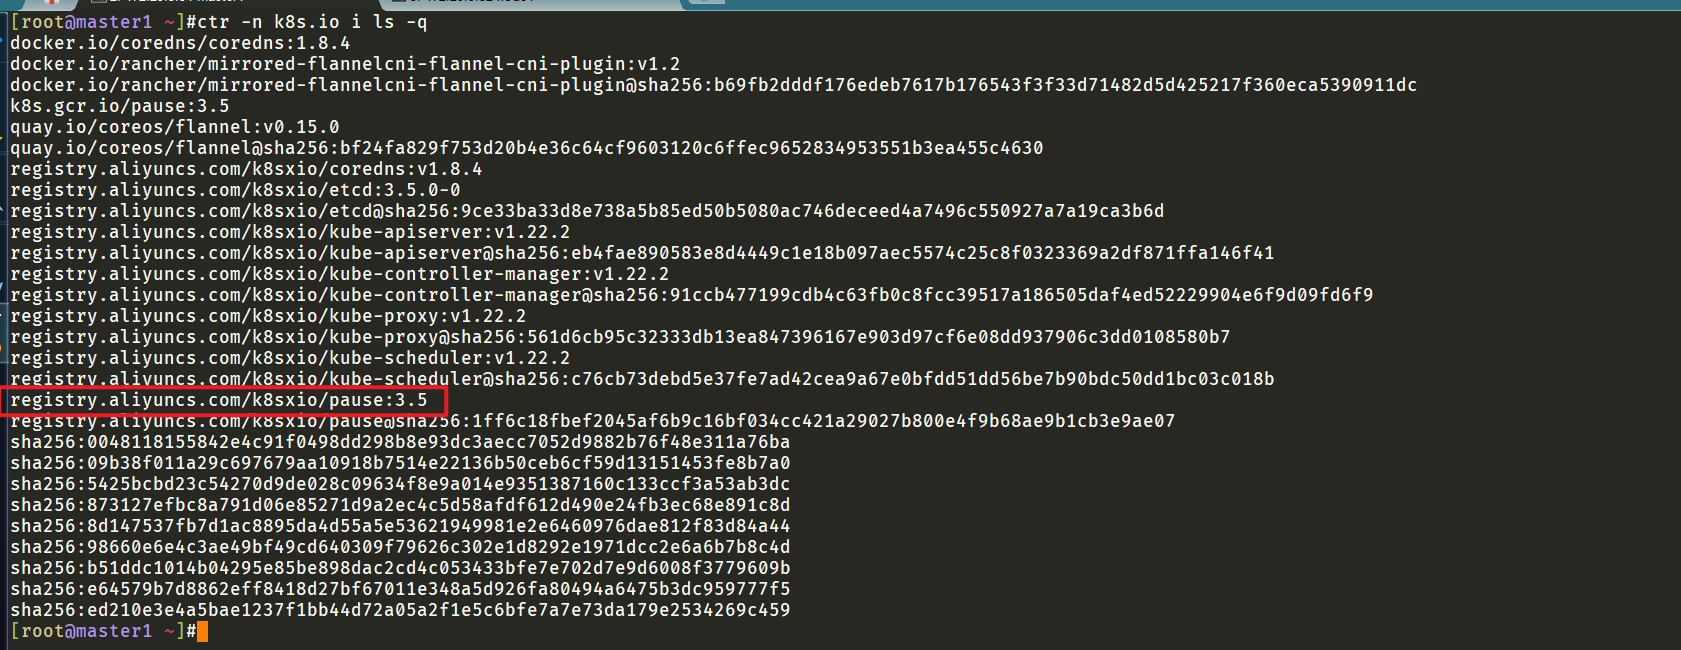 [root@master1 ~]#ctr -n k8s.io i ls -q
docker.io/coredns/coredns:1.8.4
docker.io/rancher/mirrored-flannelcni-flannel-cni-plugin:v1.2
docker.io/rancher/mirrored-flannelcni-flannel-cni-plugin@sha256:b69fb2dddf176edeb7617b176543f3f33d71482d5d425217f360eca5390911dc
k8s.gcr.io/pause:3.5
quay.io/coreos/flannel:v0.15.0
quay.io/coreos/flannel@sha256:bf24fa829f753d20b4e36c64cf9603120c6ffec9652834953551b3ea455c4630
registry.aliyuncs.com/k8sxio/coredns:v1.8.4
registry.aliyuncs.com/k8sxio/etcd:3.5.0-0
registry.aliyuncs.com/k8sxio/etcd@sha256:9ce33ba33d8e738a5b85ed50b5080ac746deceed4a7496c550927a7a19ca3b6d
registry.aliyuncs.com/k8sxio/kube-apiserver:v1.22.2
registry.aliyuncs.com/k8sxio/kube-apiserver@sha256:eb4fae890583e8d4449c1e18b097aec5574c25c8f0323369a2df871ffa146f41
registry.aliyuncs.com/k8sxio/kube-controller-manager:v1.22.2
registry.aliyuncs.com/k8sxio/kube-controller-manager@sha256:91ccb477199cdb4c63fb0c8fcc39517a186505daf4ed52229904e6f9d09fd6f9
registry.aliyuncs.com/k8sxio/kube-proxy:v1.22.2
registry.aliyuncs.com/k8sxio/kube-proxy@sha256:561d6cb95c32333db13ea847396167e903d97cf6e08dd937906c3dd0108580b7
registry.aliyuncs.com/k8sxio/kube-scheduler:v1.22.2
registry.aliyuncs.com/k8sxio/kube-scheduler@sha256:c76cb73debd5e37fe7ad42cea9a67e0bfdd51dd56be7b90bdc50dd1bc03c018b
registry.aliyuncs.com/k8sxio/pause:3.5
registry.aliyuncs.com/k8sxio/pause@sha256:1ff6c18fbef2045af6b9c16bf034cc421a29027b800e4f9b68ae9b1cb3e9ae07
sha256:0048118155842e4c91f0498dd298b8e93dc3aecc7052d9882b76f48e311a76ba
sha256:09b38f011a29c697679aa10918b7514e22136b50ceb6cf59d13151453fe8b7a0
sha256:5425bcbd23c54270d9de028c09634f8e9a014e9351387160c133ccf3a53ab3dc
sha256:873127efbc8a791d06e85271d9a2ec4c5d58afdf612d490e24fb3ec68e891c8d
sha256:8d147537fb7d1ac8895da4d55a5e53621949981e2e6460976dae812f83d84a44
sha256:98660e6e4c3ae49bf49cd640309f79626c302e1d8292e1971dcc2e6a6b7b8c4d
sha256:b51ddc1014b04295e85be898dac2cd4c053433bfe7e702d7e9d6008f3779609b
sha256:e64579b7d8862eff8418d27bf67011e348a5d926fa80494a6475b3dc959777f5
sha256:ed210e3e4a5bae1237f1bb44d72a05a2f1e5c6bfe7a7e73da179e2534269c459
[root@master1 ~]#